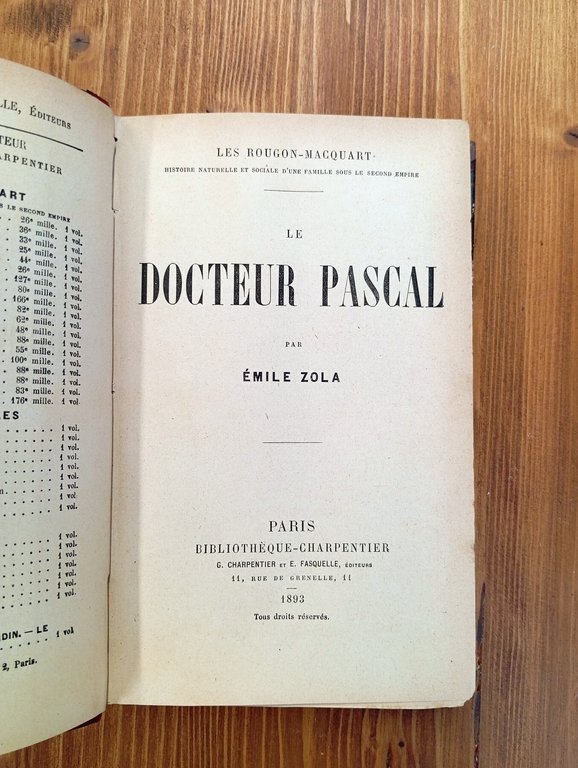 LLE, ÉDITEURS
TEUR
ARPENTIER
ART
S LE SECOND EMPIRE
26e mille. 1 vol.
36e mille. 1 vol.
33e mille. 1 vol.
25e mille. 1 vol.
44e mille. 1 vol.
26e mille. 1 vol.
127e mille. 1 vol.
80e mille. 1 vol.
166e mille. 1 vol.
82e mille. 1 vol.
62e mille. 1 vol.
48e mille. 1 vol.
88e mille. 1 vol.
55e mille. 1 vol.
100e mille. 1 vol.
88e mille. 1 vol.
88e mille. 1 vol.
83e mille. 1 vol.
176e mille. 1 vol.
LES
1 vol.
1 vol.
1 vol.
1 vol.
1 vol.
1 vol.
n. 1 vol.
1 vol.
1 vol.
1 vol.
1 vol.
1 vol.
1 vol.
1 vol.
1 vol.
1 vol.
1 vol.
DIN. — LE
1 vol.
2, Paris.
LES ROUGON-MACQUART
HISTOIRE NATURELLE ET SOCIALE D'UNE FAMILLE SOUS LE SECOND EMPIRE
LE
DOCTEUR PASCAL
PAR
ÉMILE ZOLA
PARIS
BIBLIOTHÈQUE-CHARPENTIER
G. CHARPENTIER ET E. FASQUELLE, ÉDITEURS
11, RUE DE GRENELLE, 11
1893
Tous droits réservés.